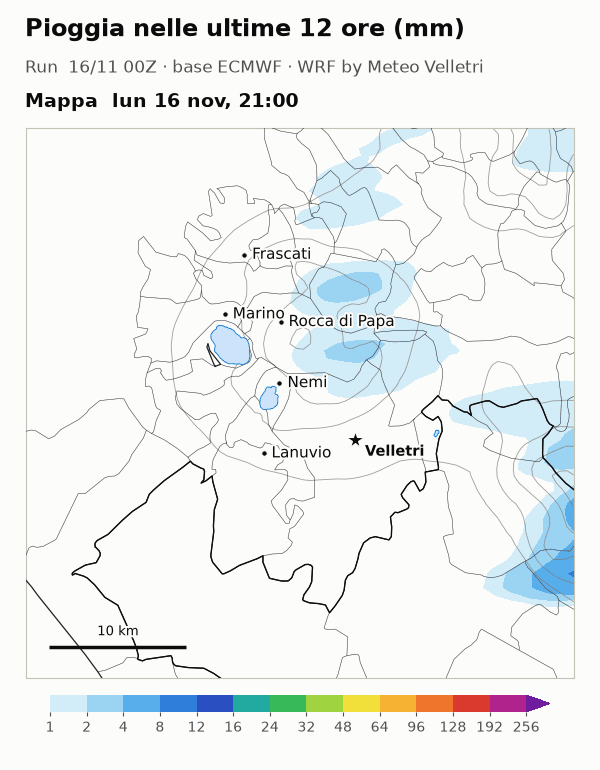 Pioggia nelle ultime 12 ore (mm)
Run  16/11 00Z · base ECMWF · WRF by Meteo Velletri
Mappa  lun 16 nov, 21:00
Frascati
Marino
Rocca di Papa
Nemi
Velletri
Lanuvio
10 km
1 2 4 8 12 16 24 32 48 64 96 128 192 256